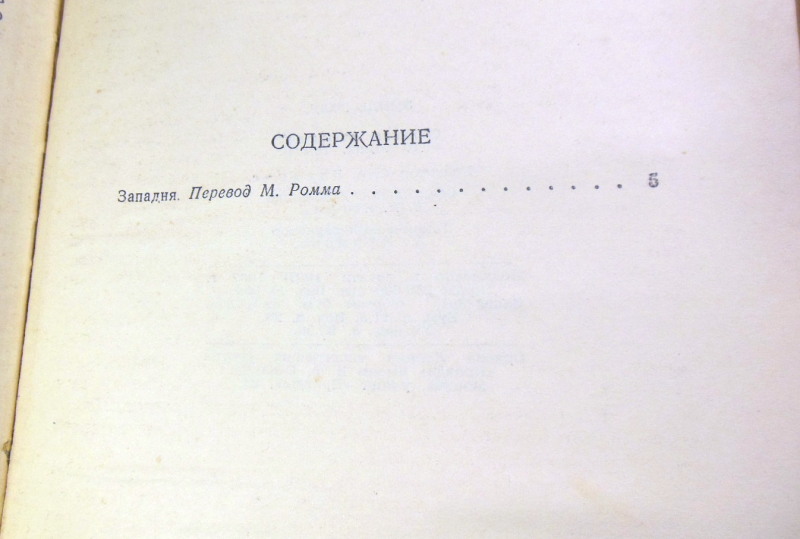 СОДЕРЖАНИЕ
Западня. Перевод М. Ромма . . . . . . . . . . . . . 5